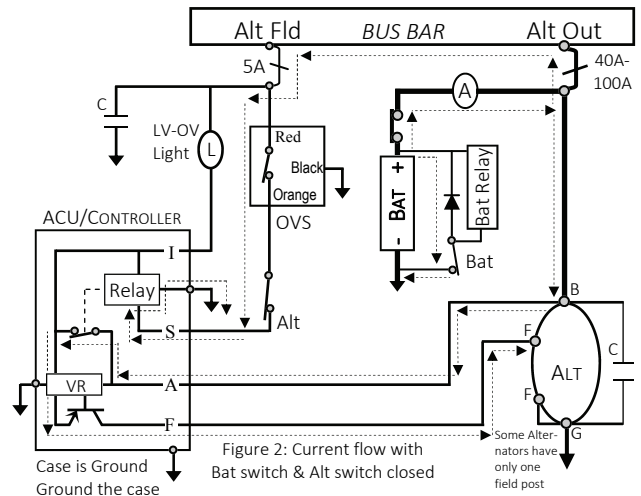 Alt Fld
BUS BAR
Alt Out
5A
40A-
100A
C
LV-OV
Light
L
A
Red
Black
Orange
OVS
BAT
+
-
Bat Relay
Bat
ACU/CONTROLLER
I
Relay
S
Alt
B
F
VR
A
ALT
C
F
F
G
Case is Ground
Ground the case
Figure 2: Current flow with
Bat switch & Alt switch closed
Some Alter-
nators have
only one
field post